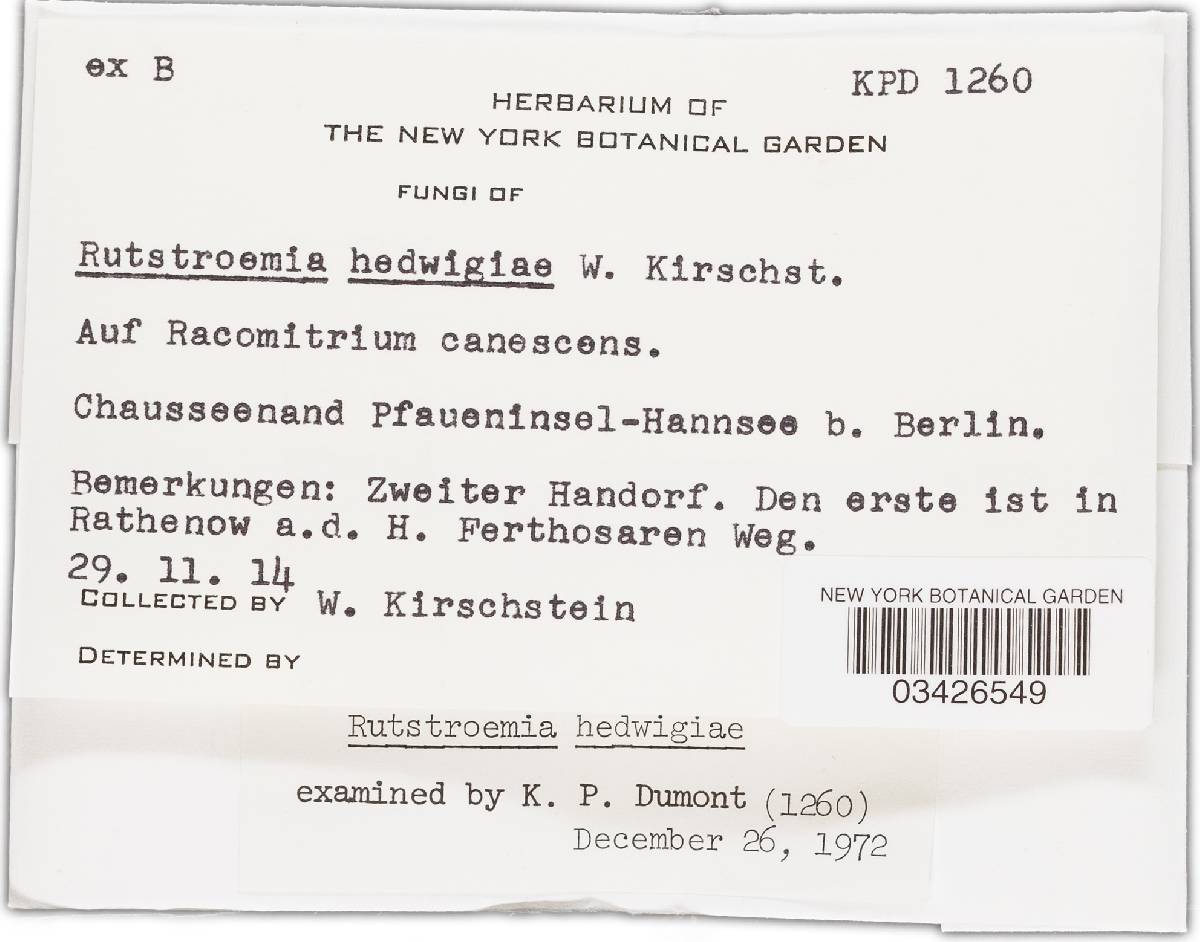 ex B
KPD 1260
HERBARIUM OF
THE NEW YORK BOTANICAL GARDEN
FUNGI OF
Rutstroemia hedwigiae W. Kirschst.
Auf Racomitrium canescens.
Chausseenand Pfaueninsel-Hannsee b. Berlin.
Bemerkungen: Zweiter Handorf. Den erste ist in
Rathenow a.d. H. Ferthosaren Weg.
29. 11. 14
COLLECTED BY W. Kirschstein
DETERMINED BY
NEW YORK BOTANICAL GARDEN
03426549
Rutstroemia hedwigiae
examined by K. P. Dumont (1260)
December 26, 1972